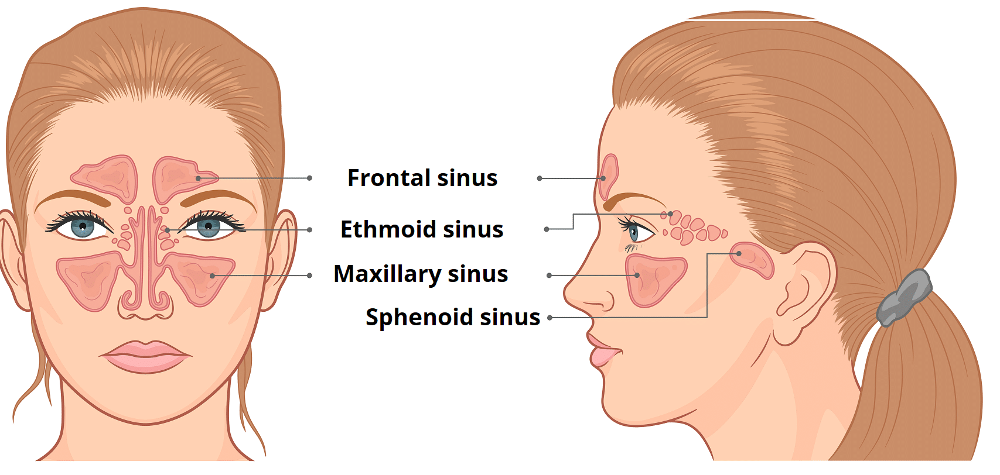 Frontal sinus
Ethmoid sinus
Maxillary sinus
Sphenoid sinus